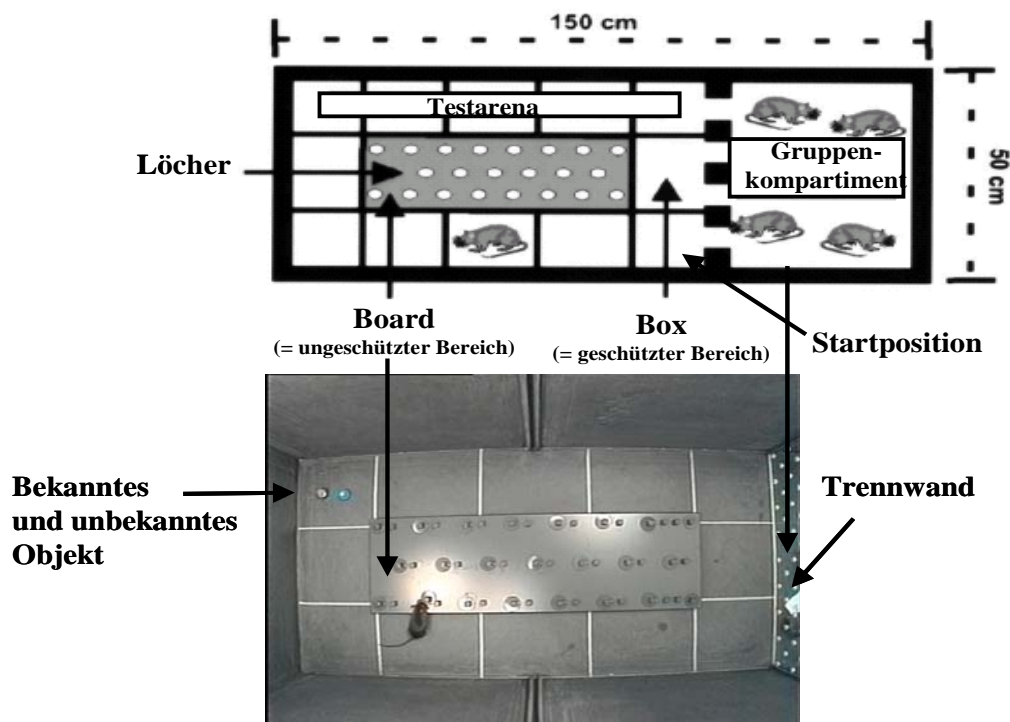 150 cm
Testarena
Löcher
Gruppen-
kompartiment
50 cm
Board
(= ungeschützter Bereich)
Box
(= geschützter Bereich)
Startposition
Bekanntes
und unbekanntes
Objekt
Trennwand